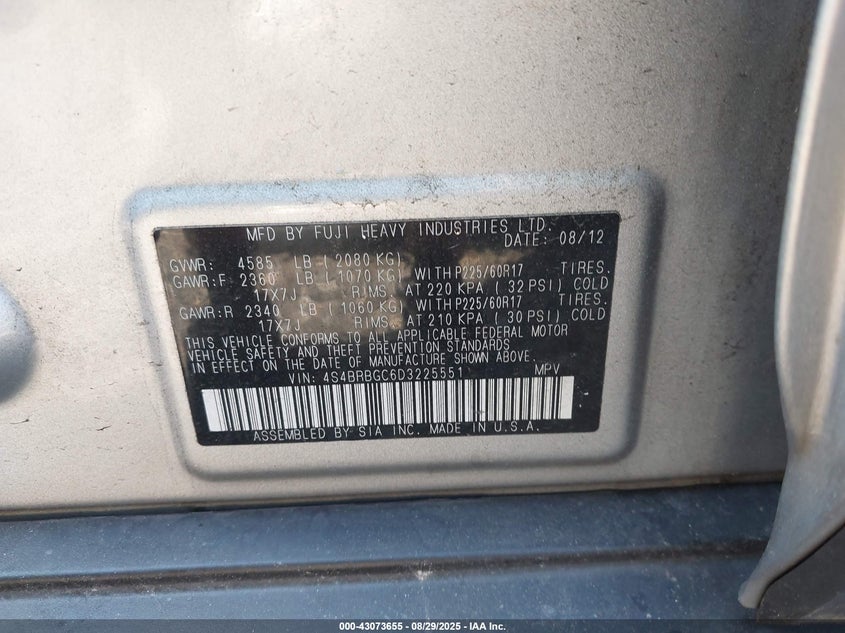 MFD BY FUJI HEAVY INDUSTRIES LTD.
DATE: 08/12
GVWR: 4585 LB ( 2080 KG)
GAWR:F 2360 LB ( 1070 KG) WITH P225/60R17 TIRES.
17X7J RIMS. AT 220 KPA ( 32 PSI) COLD
GAWR:R 2340 LB ( 1060 KG) WITH P225/60R17 TIRES.
17X7J RIMS. AT 210 KPA ( 30 PSI) COLD
THIS VEHICLE CONFORMS TO ALL APPLICABLE FEDERAL MOTOR
VEHICLE SAFETY AND THEFT PREVENTION STANDARDS
IN EFFECT ON THE DATE OF MANUFACTURE SHOWN ABOVE.
VIN: 4S4BRBGC6D3225551 MPV
ASSEMBLED BY SIA INC. MADE IN U.S.A.
000-43073655 - 08/29/2025 - IAA Inc.